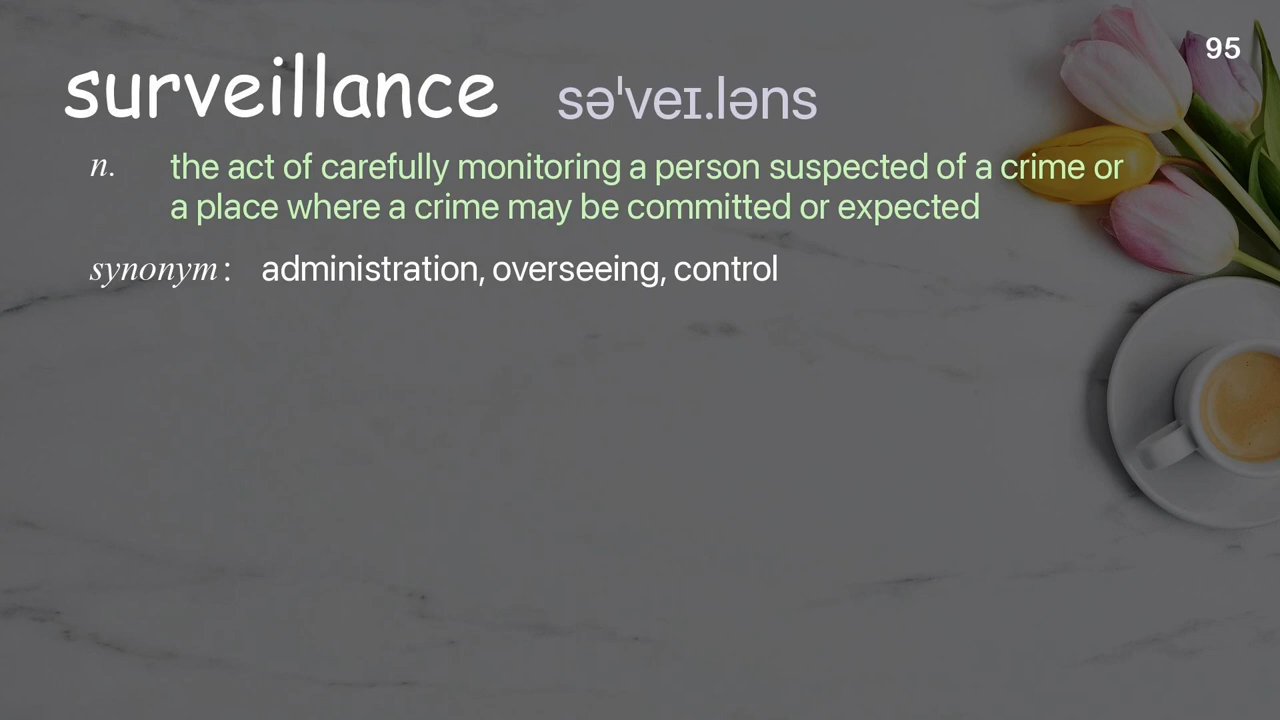 95
surveillance səˈveɪ.ləns
n. the act of carefully monitoring a person suspected of a crime or
a place where a crime may be committed or expected
synonym : administration, overseeing, control